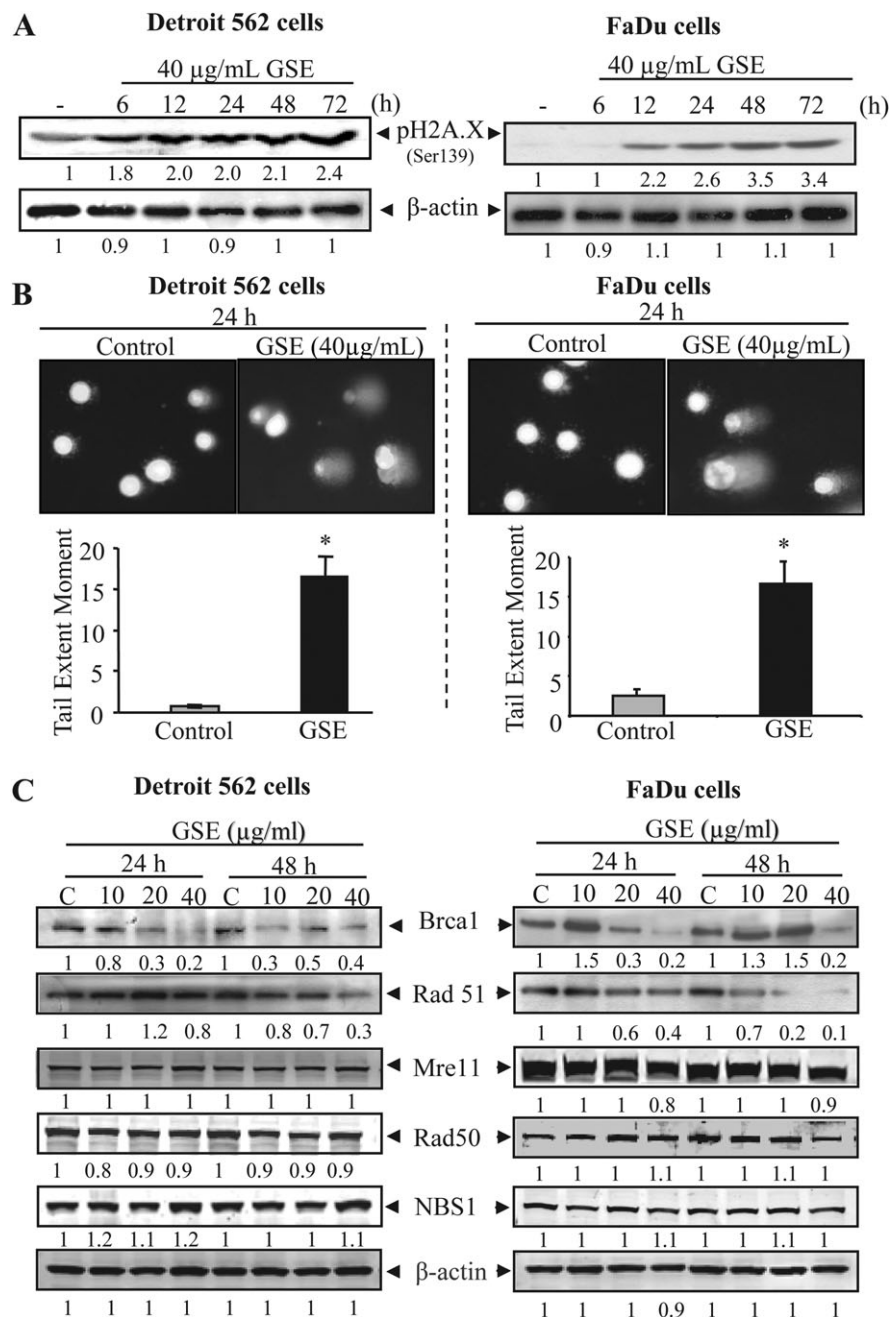 A
Detroit 562 cells
FaDu cells
40 µg/mL GSE
40 µg/mL GSE
- 6 12 24 48 72 (h)
- 6 12 24 48 72 (h)
pH2A.X
(Ser139)
1 1.8 2.0 2.0 2.1 2.4
1 1 2.2 2.6 3.5 3.4
β-actin
1 0.9 1 0.9 1 1
1 0.9 1.1 1 1.1 1
B
Detroit 562 cells
FaDu cells
24 h
24 h
Control GSE (40µg/mL)
Control GSE (40µg/mL)
Tail Extent Moment
20
15
10
5
0
*
Control GSE
Tail Extent Moment
20
15
5
0
*
Control GSE
C
Detroit 562 cells
FaDu cells
GSE (µg/ml)
GSE (µg/ml)
24 h 48 h
24 h 48 h
C 10 20 40 C 10 20 40
C 10 20 40 C 10 20 40
Brca1
1 0.8 0.3 0.2 1 0.3 0.5 0.4
1 1.5 0.3 0.2 1 1.3 1.5 0.2
Rad 51
1 1 1.2 0.8 1 0.8 0.7 0.3
1 1 0.6 0.4 1 0.7 0.2 0.1
Mre11
1 1 1 1 1 1 1 1
1 1 1 0.8 1 1 1 0.9
Rad50
1 0.8 0.9 0.9 1 0.9 0.9 0.9
1 1 1 1.1 1 1 1.1 1
NBS1
1 1.2 1.1 1.2 1 1 1 1.1
1 1 1 1.1 1 1 1.1 1
β-actin
1 1 1 1 1 1 1 1
1 1 1 0.9 1 1 1 1